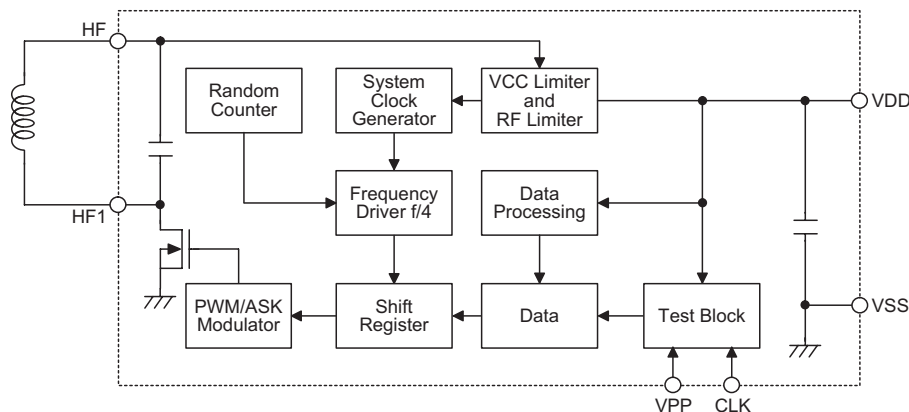 HF
Random
Counter
System
Clock
Generator
VCC Limiter
and
RF Limiter
VDD
HF1
Frequency
Driver f/4
Data
Processing
PWM/ASK
Modulator
Shift
Register
Data
Test Block
VSS
VPP
CLK